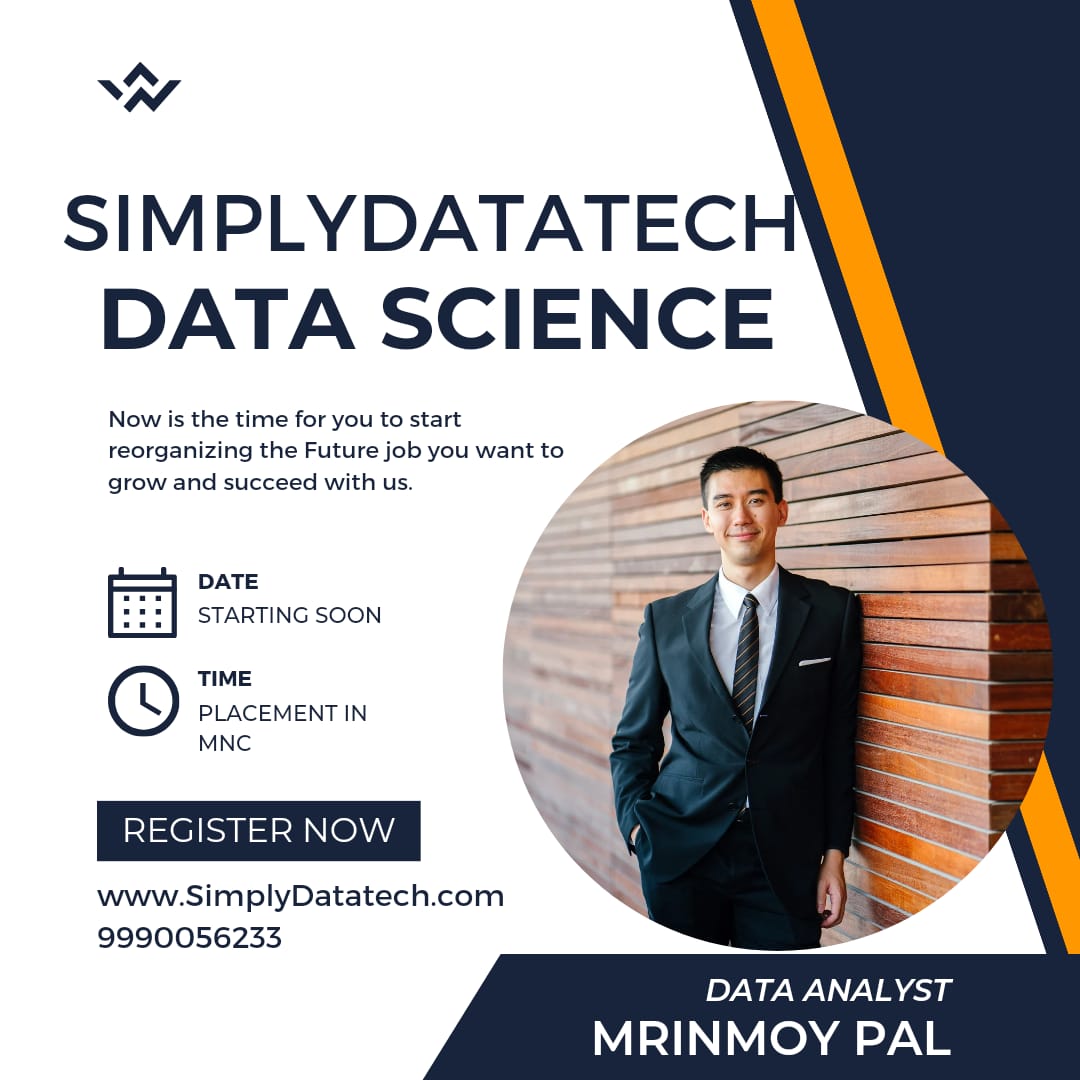 SIMPLYDATATECH
DATA SCIENCE
Now is the time for you to start
reorganizing the Future job you want to
grow and succeed with us.
DATE
STARTING SOON
TIME
PLACEMENT IN
MNC
REGISTER NOW
www.SimplyDatatech.com
9990056233
DATA ANALYST
MRINMOY PAL